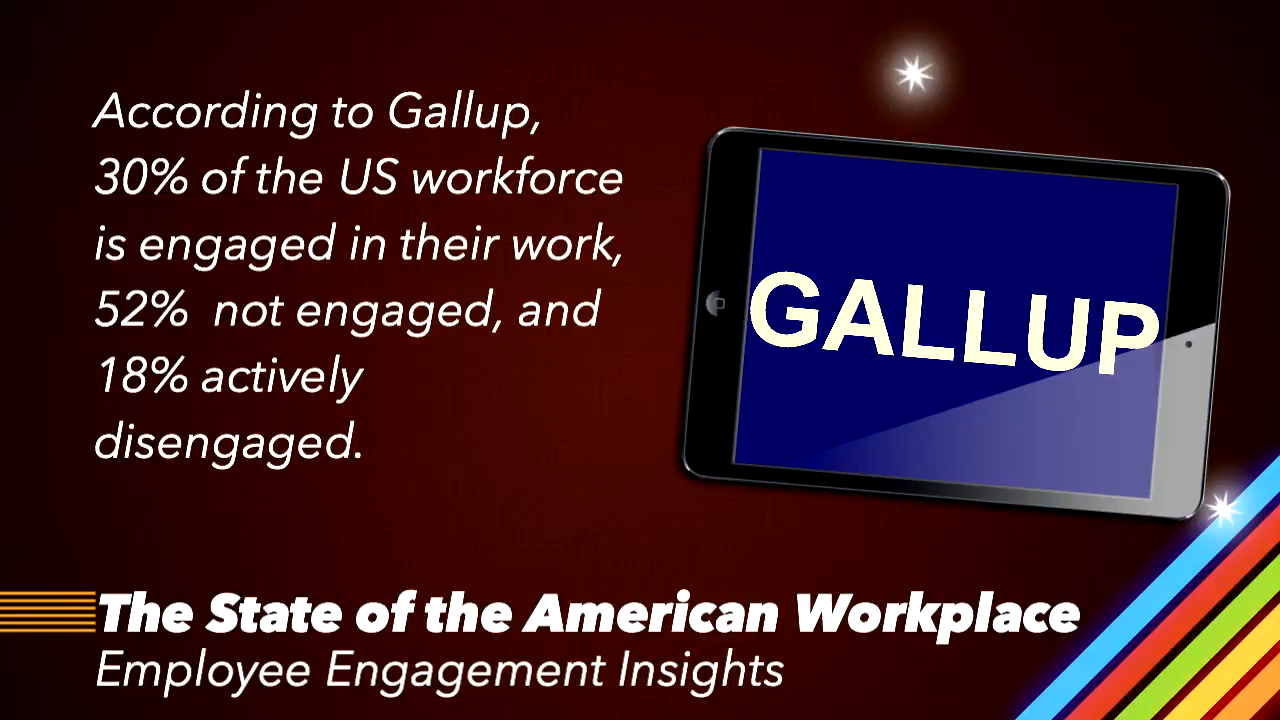 According to Gallup,
30% of the US workforce
is engaged in their work,
52% not engaged, and
18% actively
disengaged.
GALLUP
The State of the American Workplace
Employee Engagement Insights